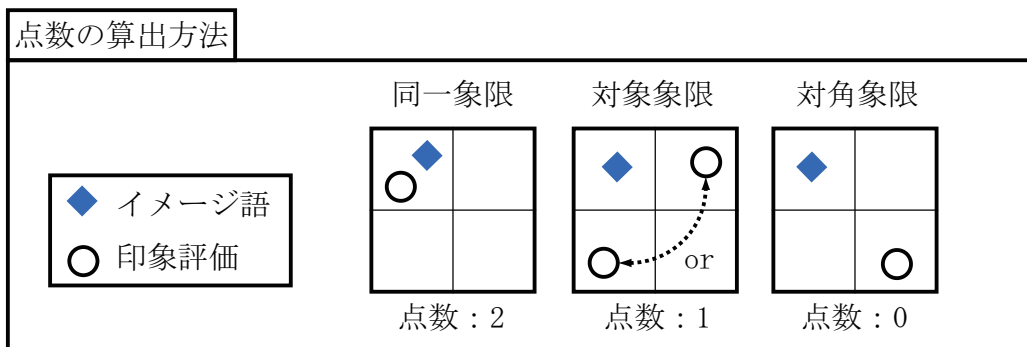 点数の算出方法
同一象限
対象象限
対角象限
イメージ語
印象評価
or
点数：2
点数：1
点数：0